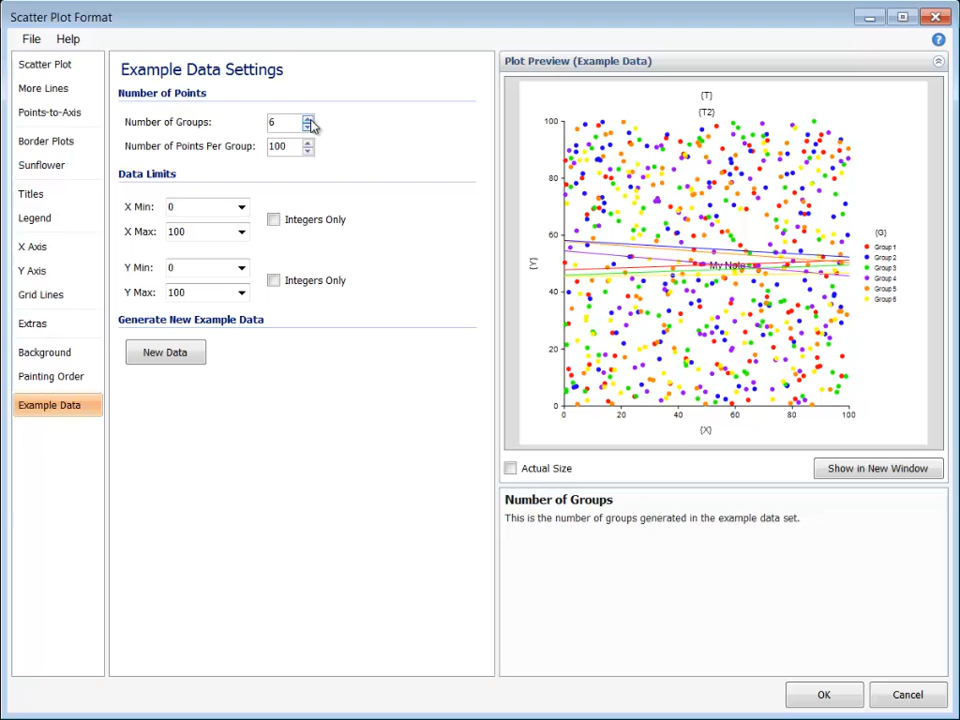 Scatter Plot Format
File Help
Scatter Plot
More Lines
Points-to-Axis
Border Plots
Sunflower
Titles
Legend
X Axis
Y Axis
Grid Lines
Extras
Background
Painting Order
Example Data
Example Data Settings
Number of Points
Number of Groups: 6
Number of Points Per Group: 100
Data Limits
X Min: 0
Integers Only
X Max: 100
Y Min: 0
Integers Only
Y Max: 100
Generate New Example Data
New Data
Plot Preview (Example Data)
{T}
{T2}
100
80
60
40
20
0
{Y}
My Note
0 20 40 60 80 100
{X}
{G}
Group 1
Group 2
Group 3
Group 4
Group 5
Group 6
Actual Size
Show in New Window
Number of Groups
This is the number of groups generated in the example data set.
OK
Cancel